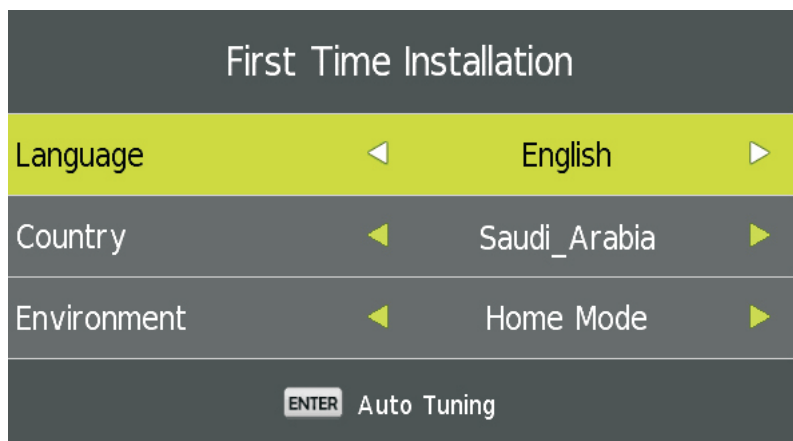 First Time Installation
Language English
Country Saudi_Arabia
Environment Home Mode
ENTER Auto Tuning